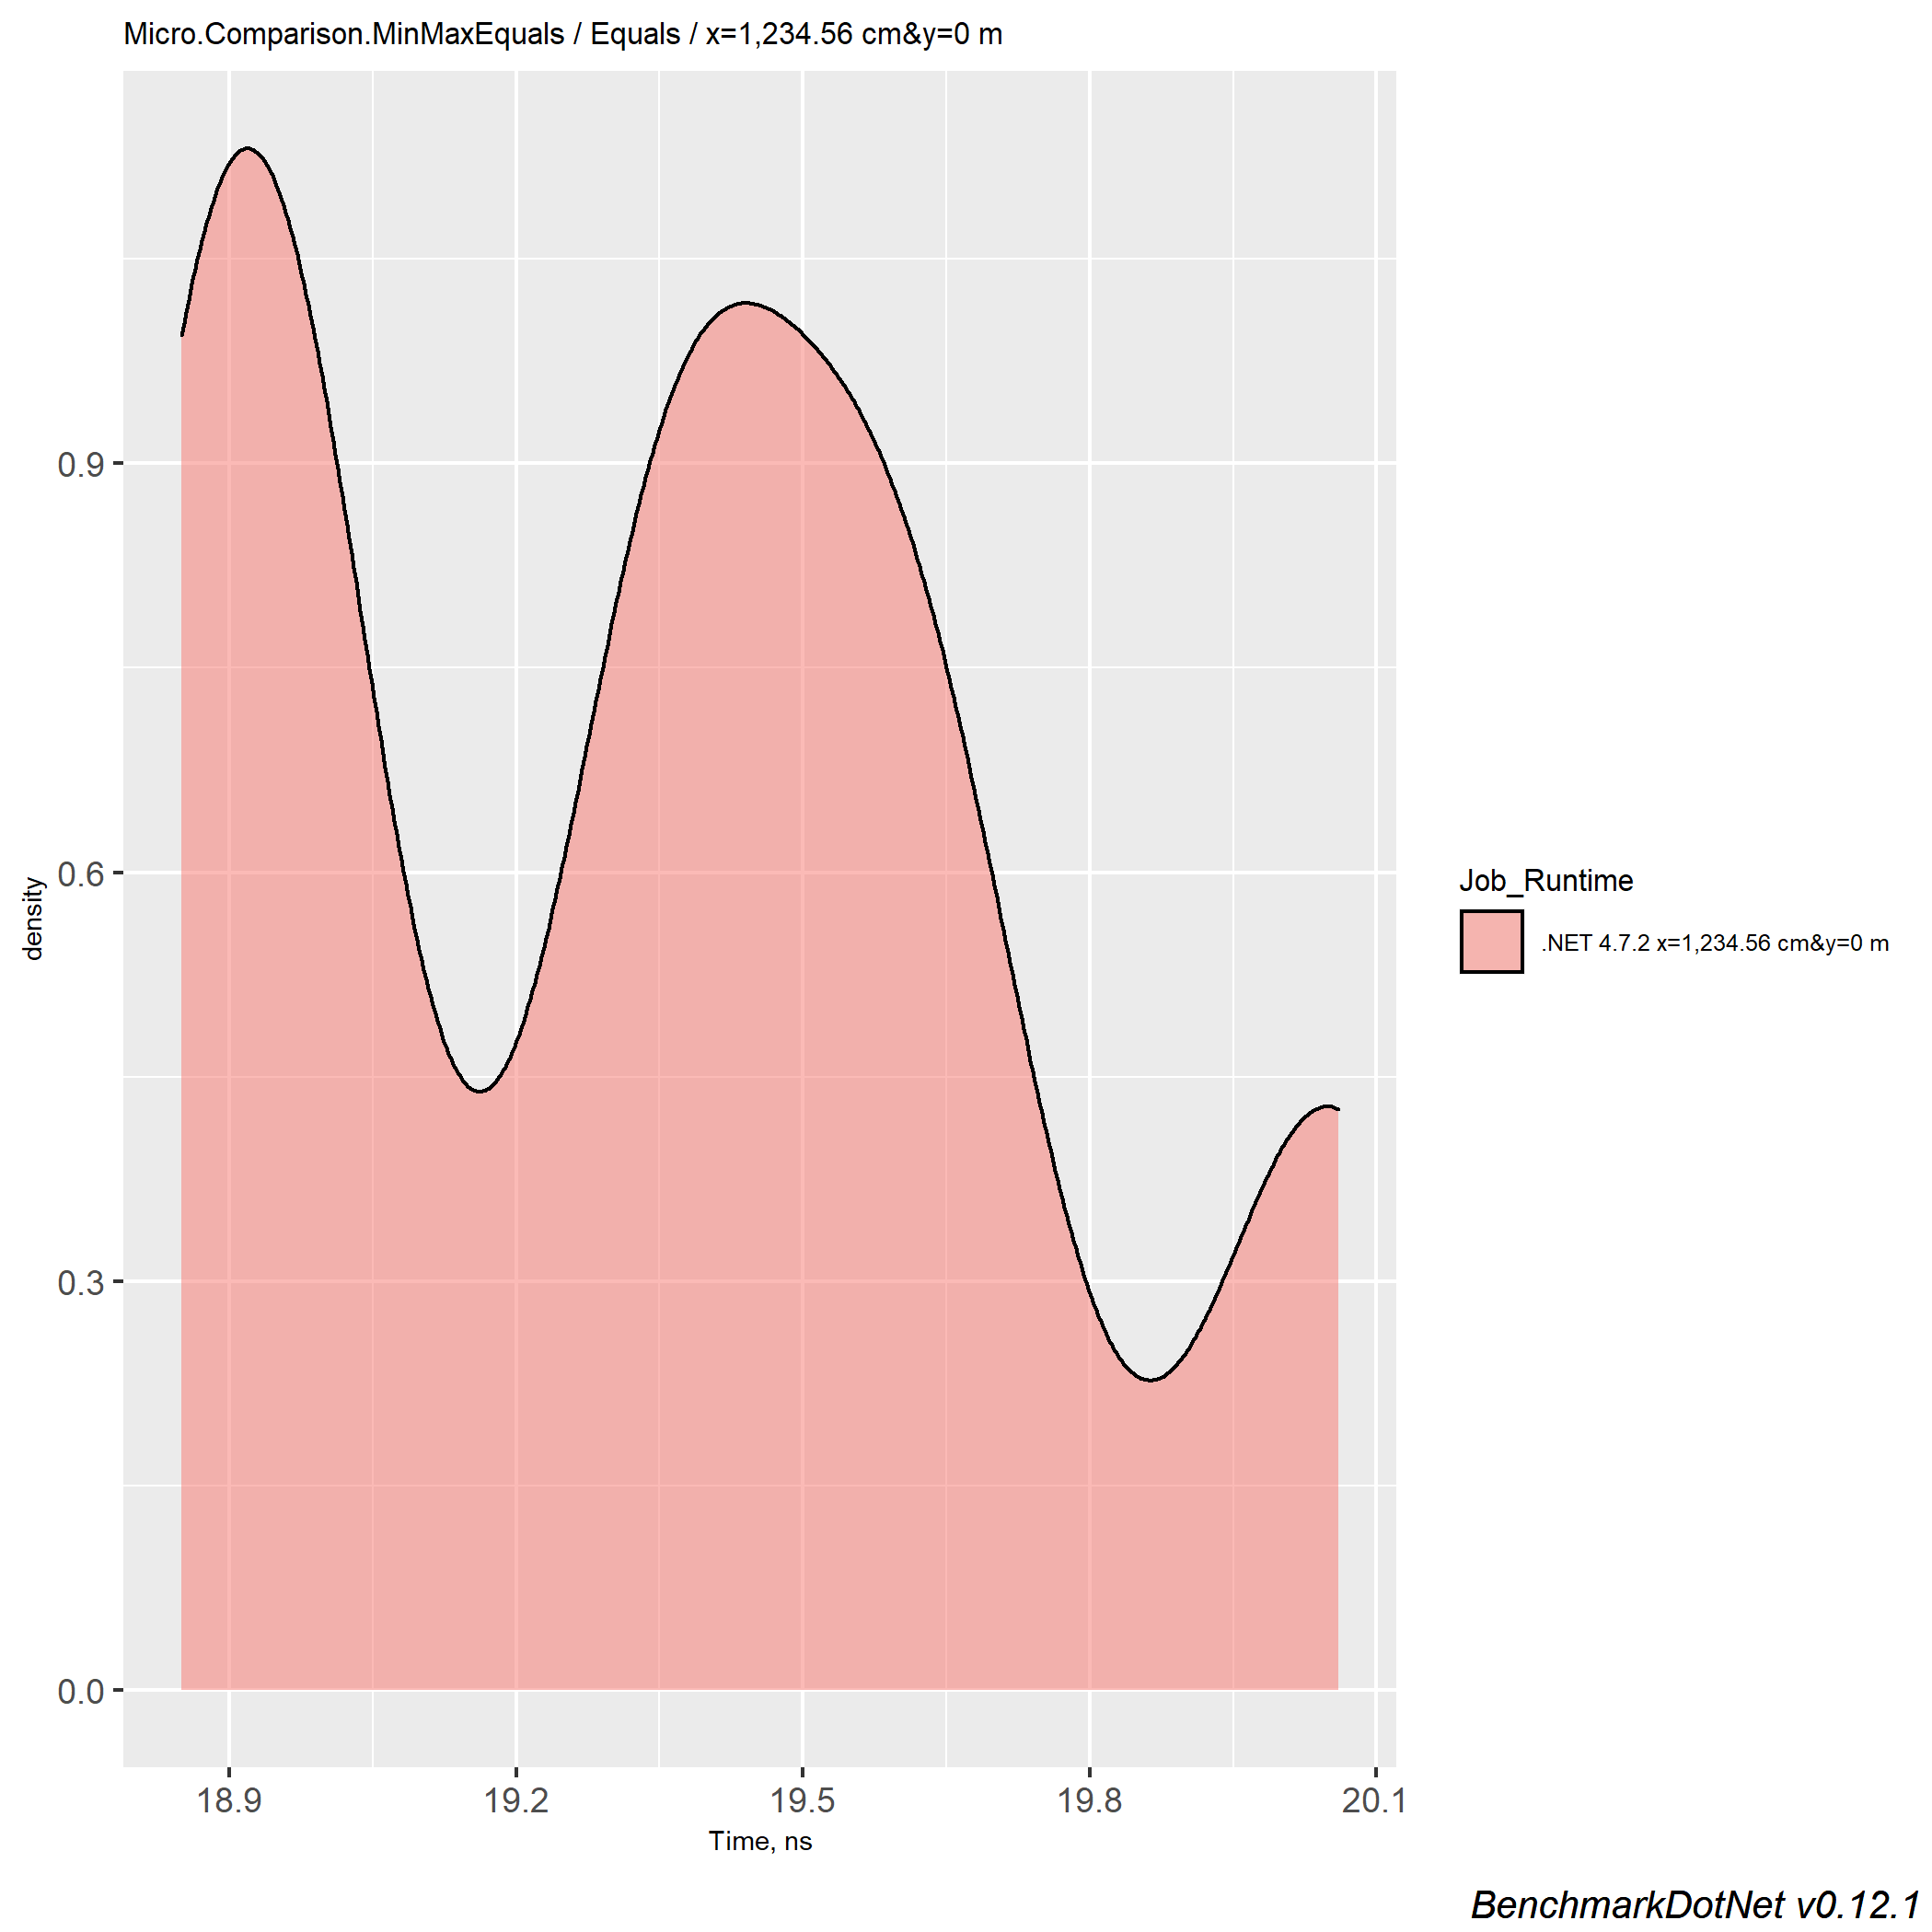 Micro.Comparison.MinMaxEquals / Equals / x=1,234.56 cm&y=0 m
density
0.9
0.6
0.3
0.0
18.9 19.2 19.5 19.8 20.1
Time, ns
Job_Runtime
.NET 4.7.2 x=1,234.56 cm&y=0 m
BenchmarkDotNet v0.12.1